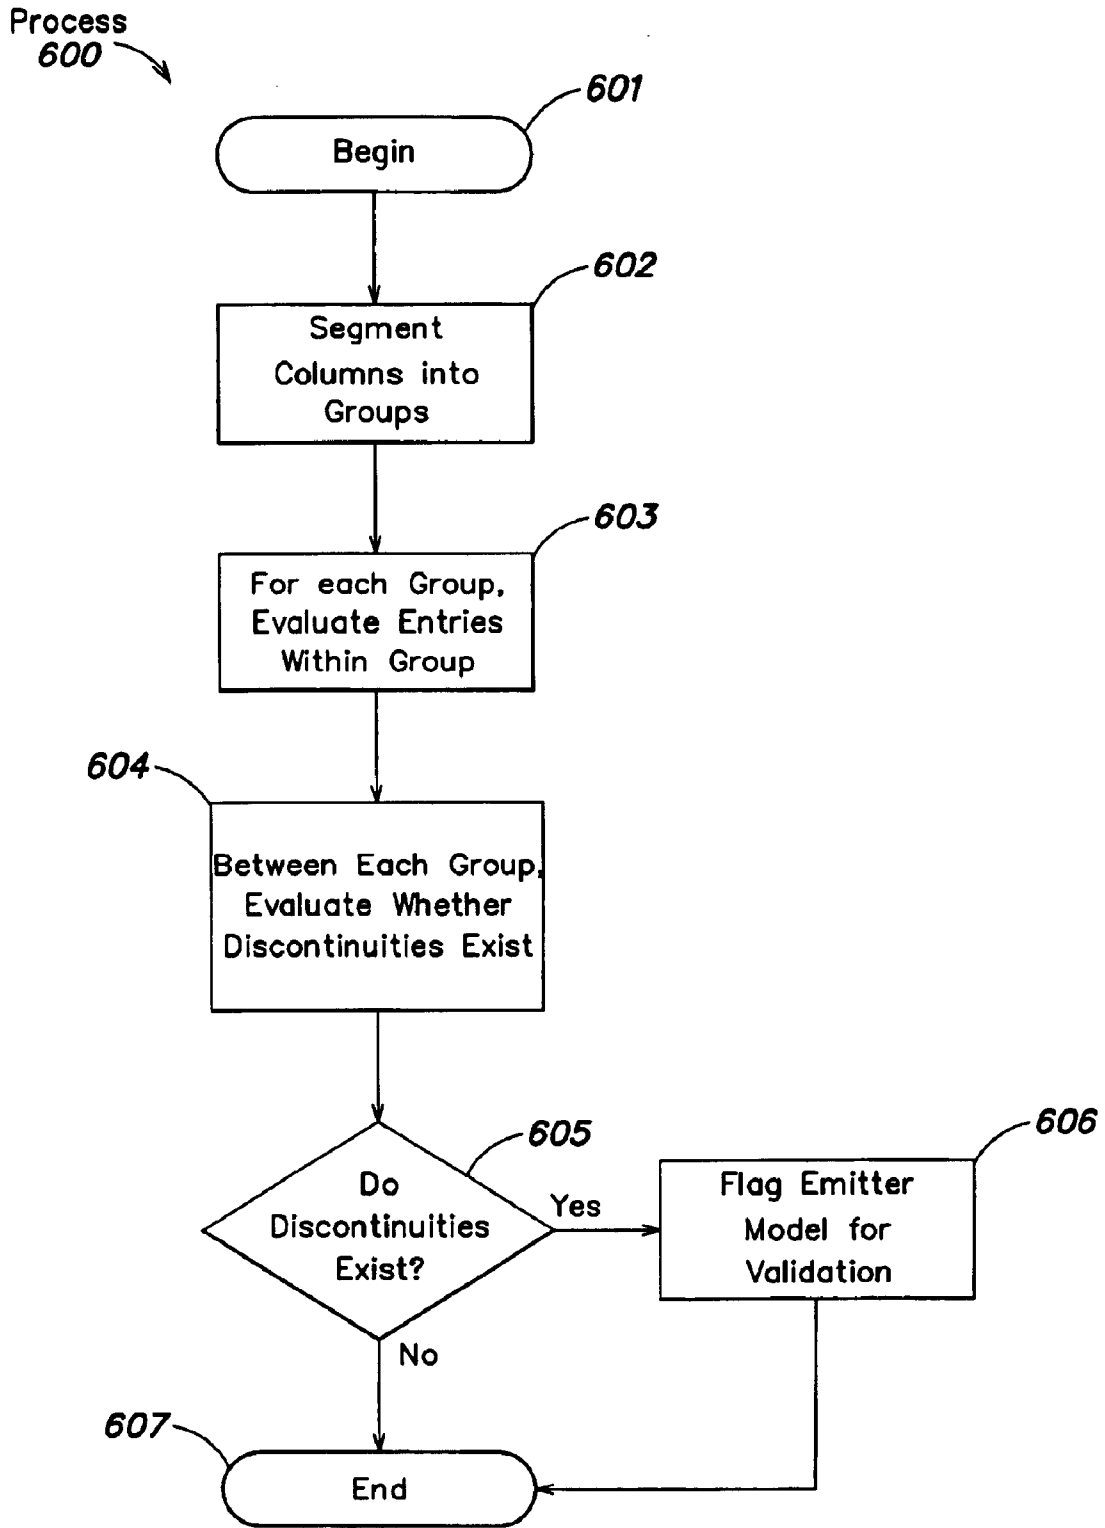 Process
600
601
Begin
602
Segment
Columns into
Groups
603
For each Group,
Evaluate Entries
Within Group
604
Between Each Group,
Evaluate Whether
Discontinuities Exist
605
Do
Discontinuities
Exist?
Yes
606
Flag Emitter
Model for
Validation
No
607
End